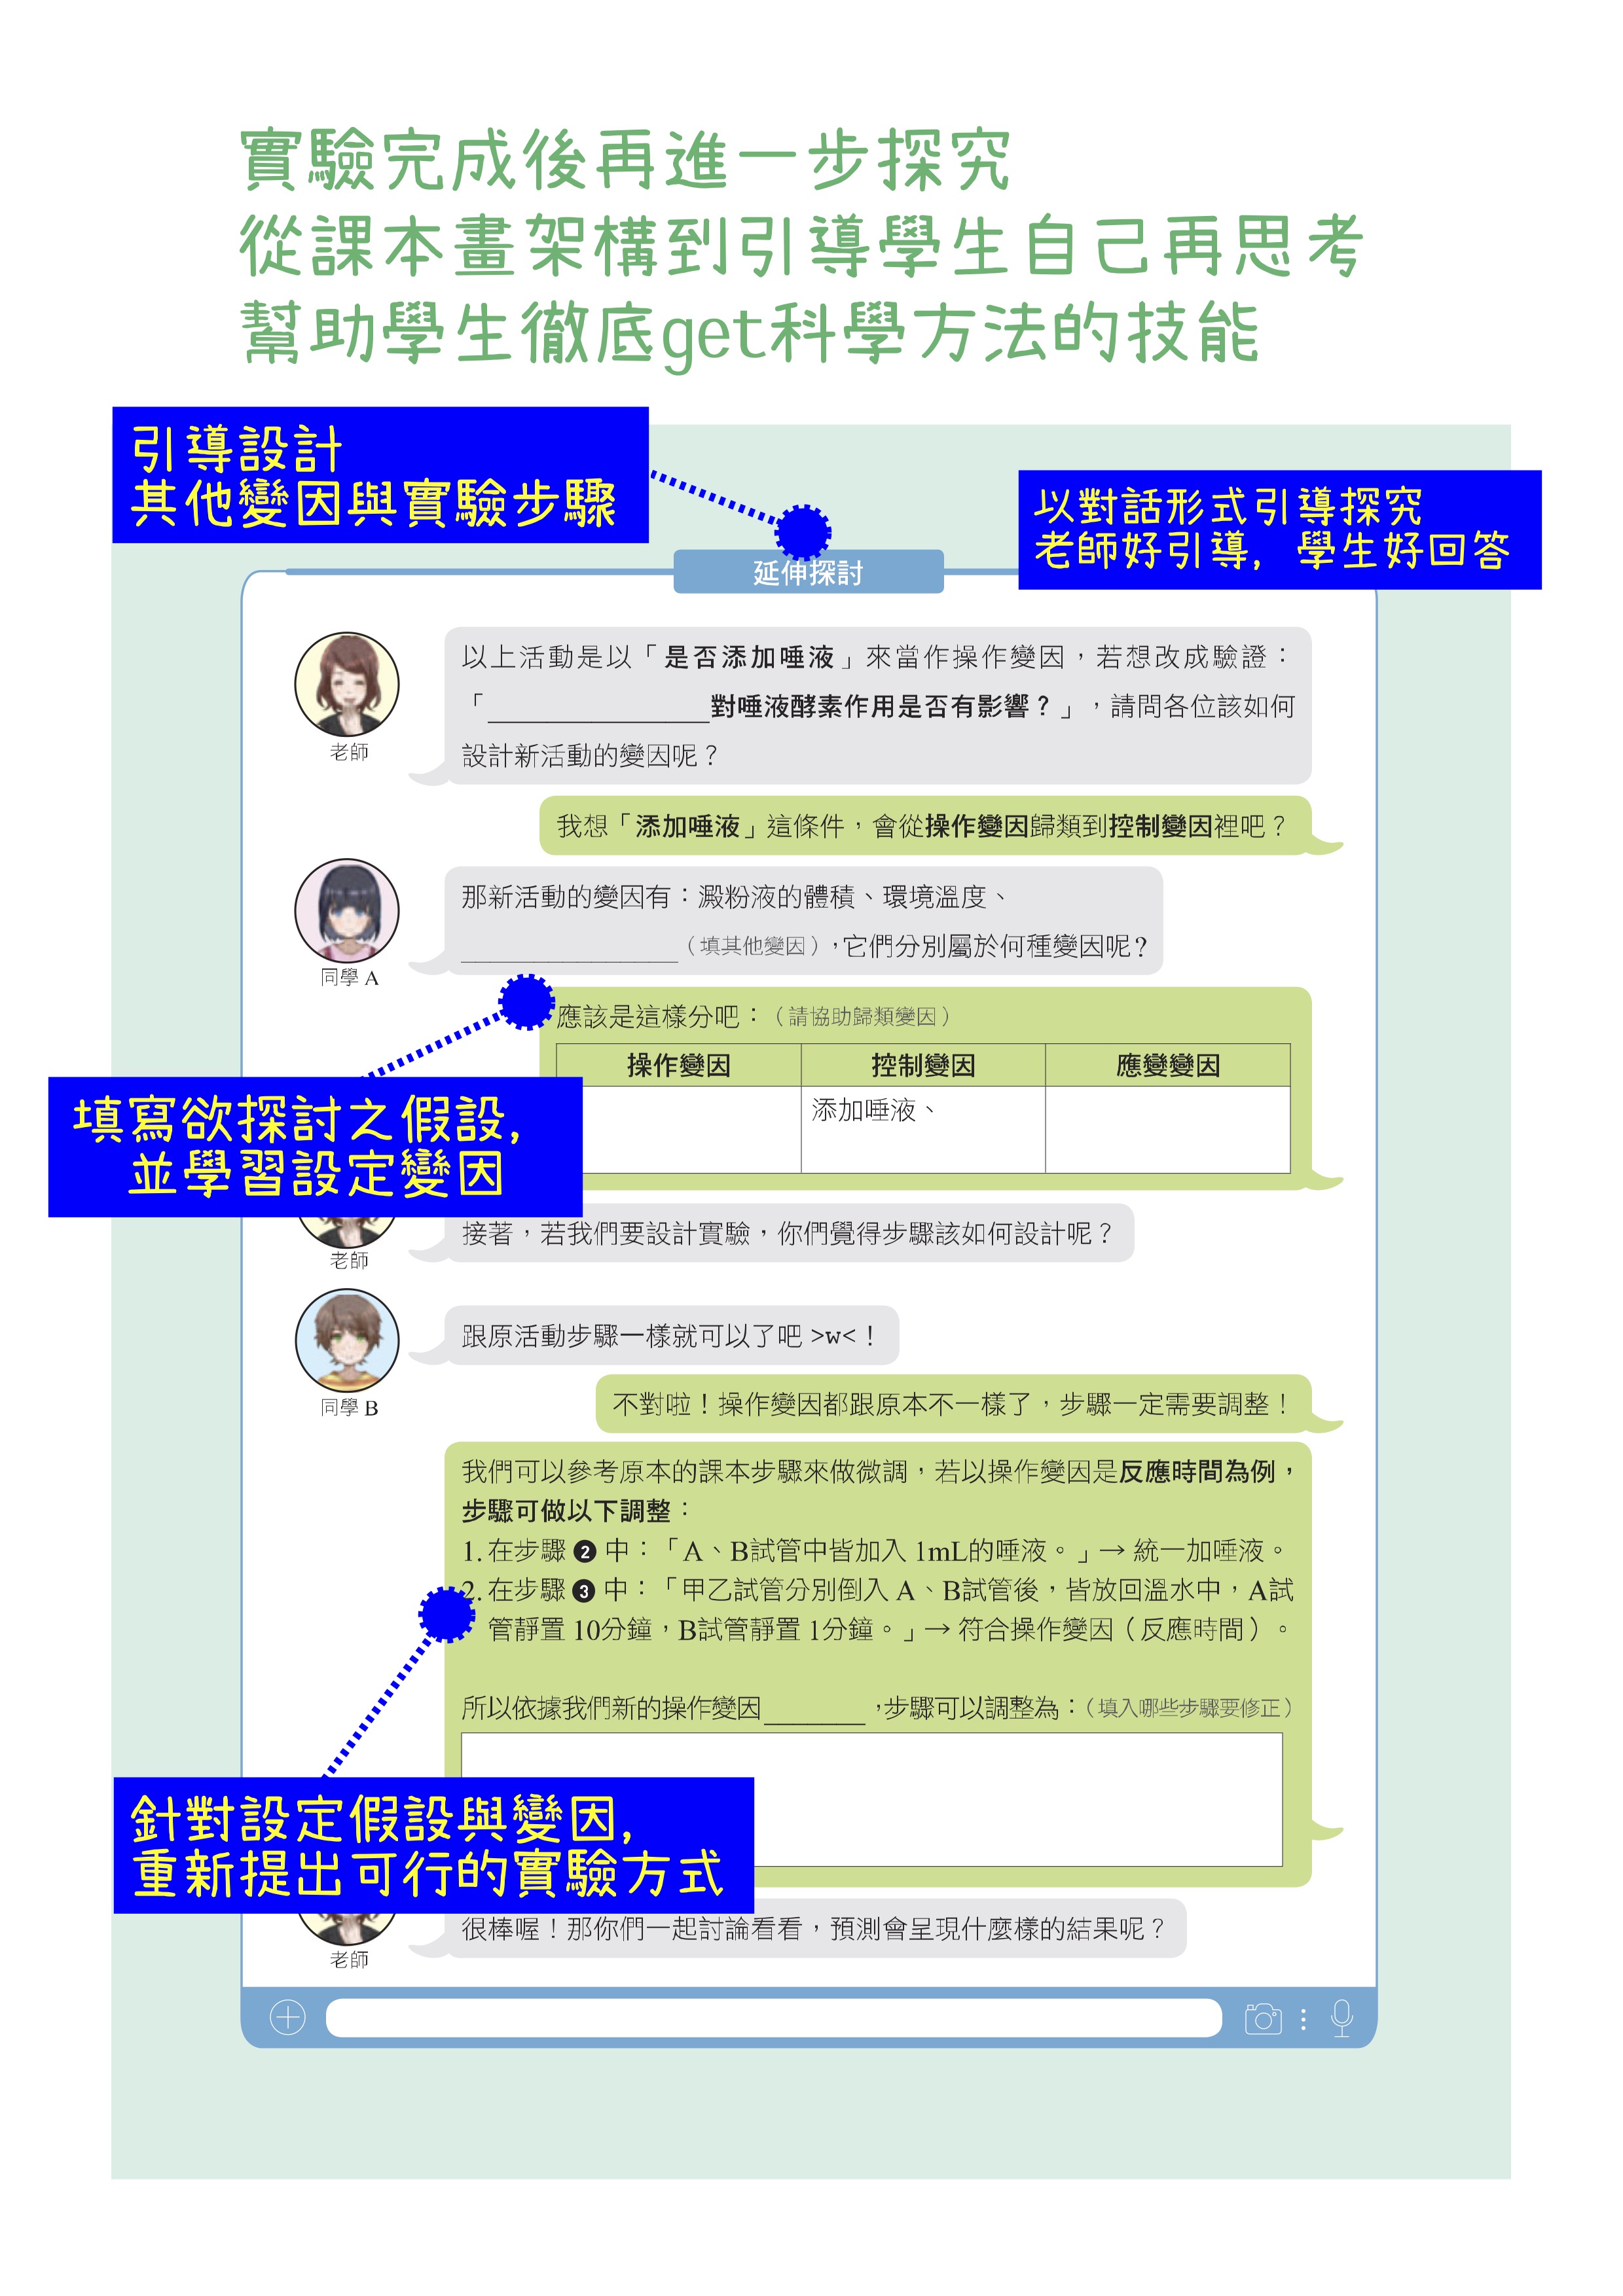 實驗完成後再進一步探究
從課本畫架構到引導學生自己再思考
幫助學生徹底get科學方法的技能
引導設計
其他變因與實驗步驟
以對話形式引導探究
老師好引導，學生好回答
延伸探討
以上活動是以「是否添加唾液」來當作操作變因，若想改成驗證：
「＿＿＿＿＿＿＿＿對唾液酵素作用是否有影響？」，請問各位該如何
設計新活動的變因呢？
老師
我想「添加唾液」這條件，會從操作變因歸類到控制變因裡吧？
那新活動的變因有：澱粉液的體積、環境溫度、
＿＿＿＿＿＿＿＿（填其他變因），它們分別屬於何種變因呢？
同學 A
應該是這樣分吧：（請協助歸類變因）
操作變因 控制變因 應變變因
添加唾液、
填寫欲探討之假設，
並學習設定變因
接著，若我們要設計實驗，你們覺得步驟該如何設計呢？
老師
跟原活動步驟一樣就可以了吧 >w<！
同學 B
不對啦！操作變因都跟原本不一樣了，步驟一定需要調整！
我們可以參考原本的課本步驟來做微調，若以操作變因是反應時間為例，
步驟可做以下調整：
1. 在步驟 ❷ 中：「A、B試管中皆加入 1mL的唾液。」→ 統一加唾液。
2. 在步驟 ❸ 中：「甲乙試管分別倒入 A、B試管後，皆放回溫水中，A試
管靜置 10分鐘，B試管靜置 1分鐘。」→ 符合操作變因（反應時間）。
所以依據我們新的操作變因＿＿＿＿，步驟可以調整為：（填入哪些步驟要修正）
針對設定假設與變因，
重新提出可行的實驗方式
很棒喔！那你們一起討論看看，預測會呈現什麼樣的結果呢？
老師